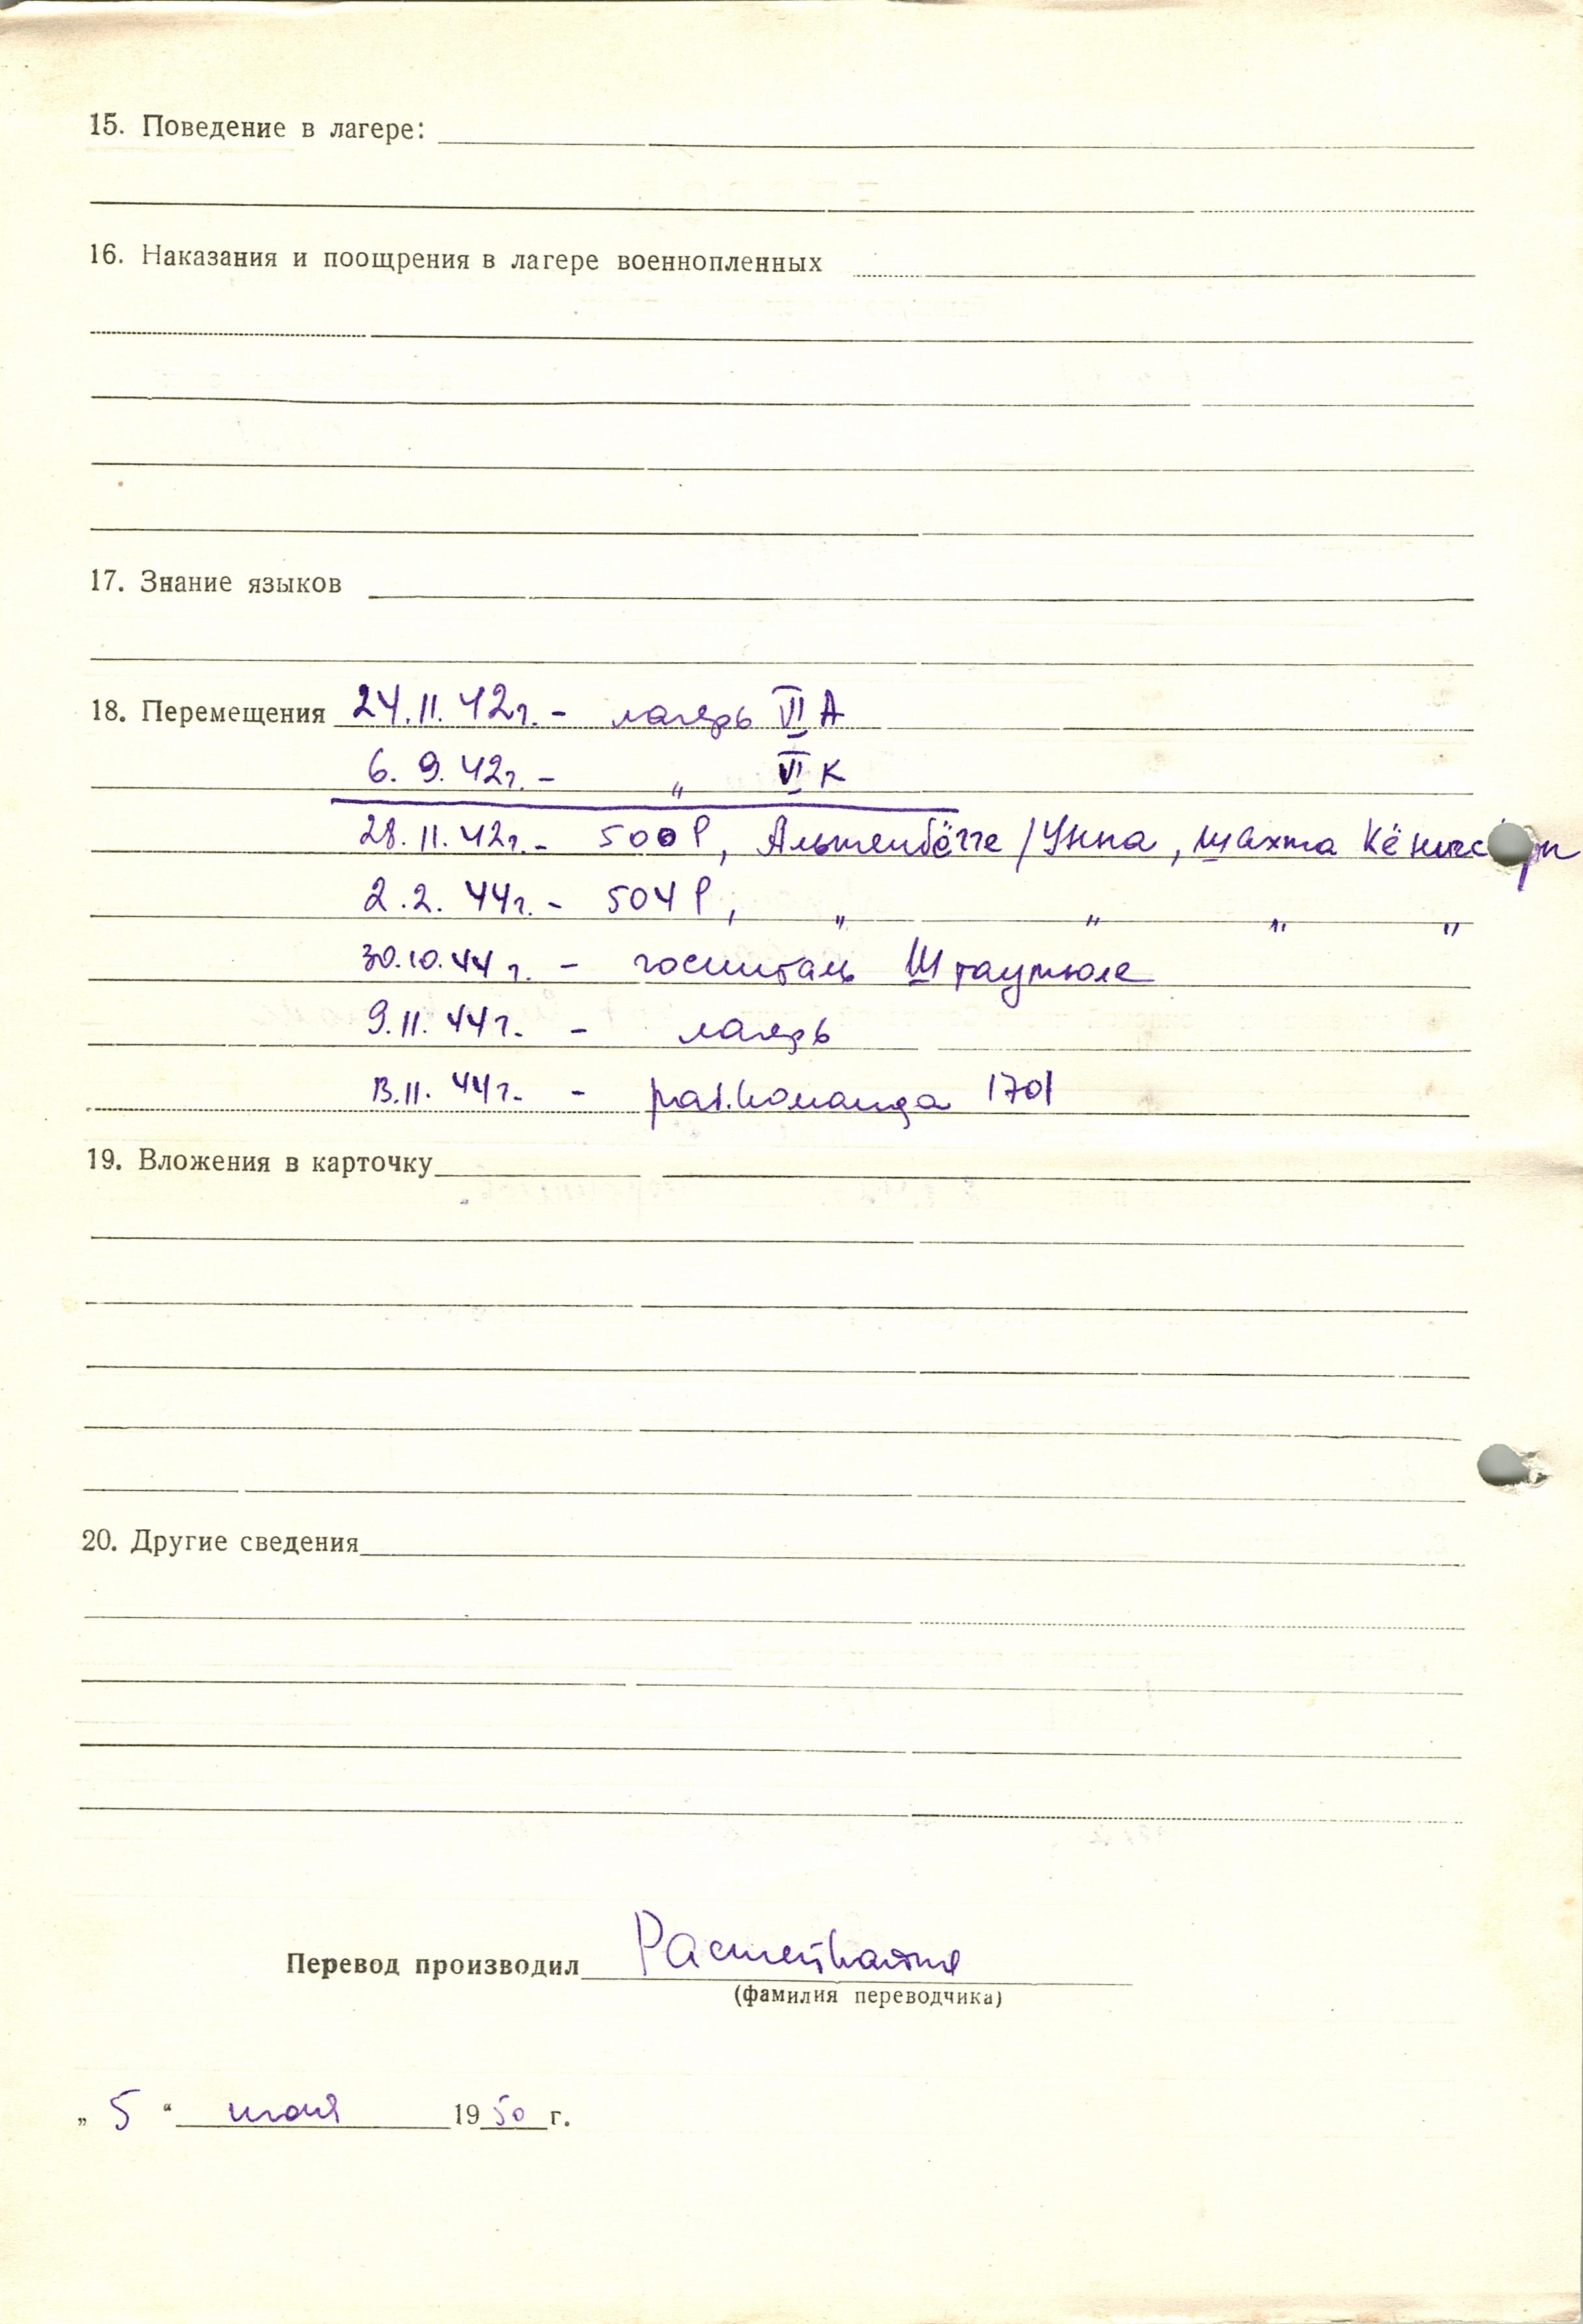 15. Поведение в лагере:
16. Наказания и поощрения в лагере военнопленных
17. Знание языков
18. Перемещения 24.11.42г. - лагерь VI А
6. 9. 42г. - „ VI К
28.11.42г. - 500 Р, Альтенбёгге / Унна, шахта
2.2.44г. - 504 Р, „ „ „ „
30.10.44г. - госпиталь Штаумюле
9.11.44г. - лагерь
13.11.44г. - раб.команда 1701
19. Вложения в карточку
20. Другие сведения
Перевод производил
(фамилия переводчика)
„ 5 “ 1950 г.